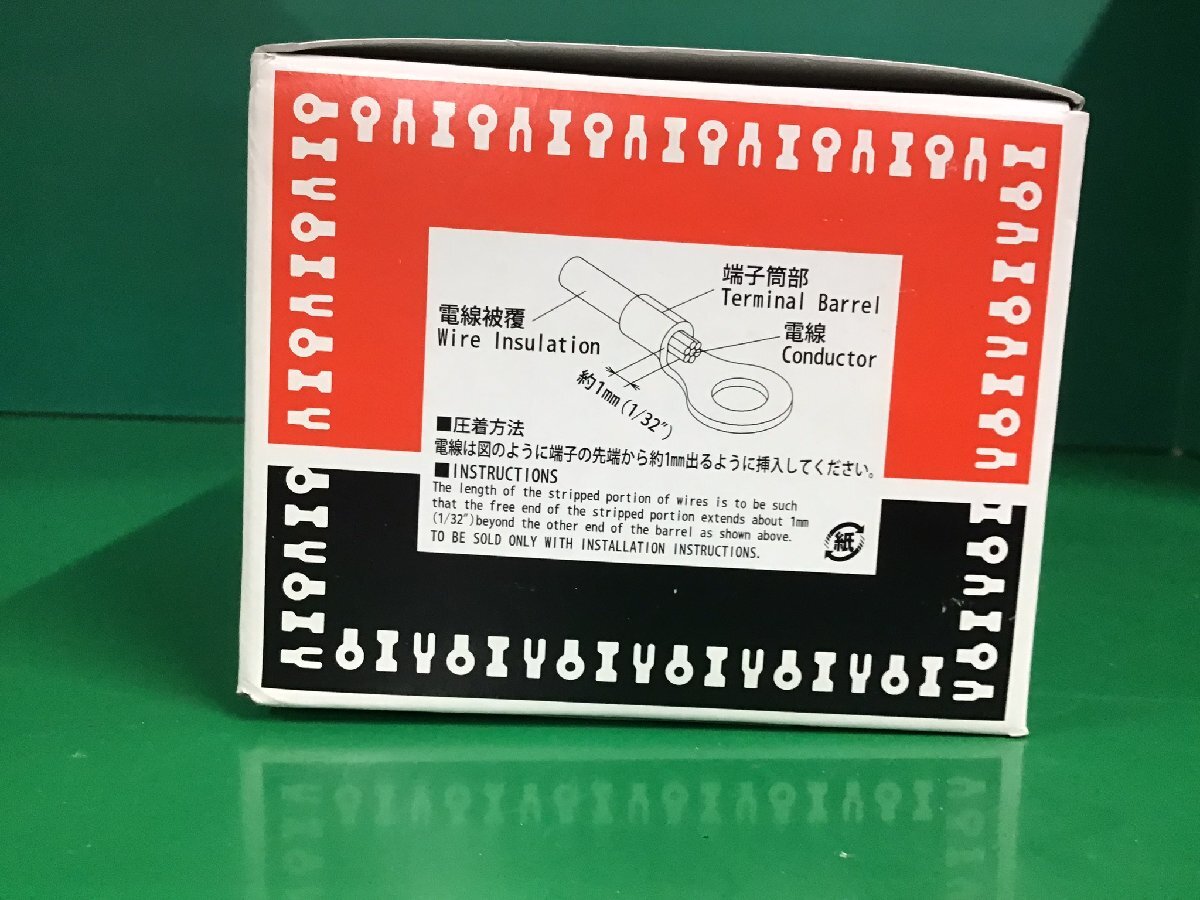 端子筒部
Terminal Barrel
電線被覆
Wire Insulation
電線
Conductor
約1mm(1/32")
■圧着方法
電線は図のように端子の先端から約1mm出るように挿入してください。
■INSTRUCTIONS
The length of the stripped portion of wires is to be such
that the free end of the stripped portion extends about 1mm
(1/32")beyond the other end of the barrel as shown above.
TO BE SOLD ONLY WITH INSTALLATION INSTRUCTIONS.
紙